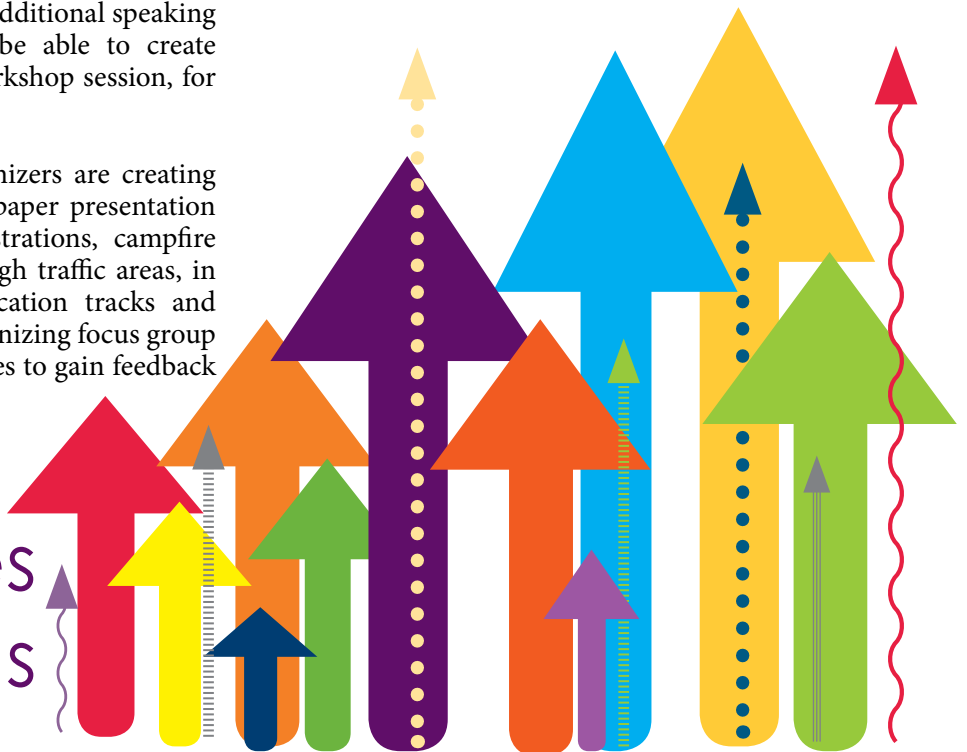 dditional speaking
be able to create
rkshop session, for
nizers are creating
paper presentation
strations, campfire
gh traffic areas, in
cation tracks and
nizing focus group
es to gain feedback
s
s